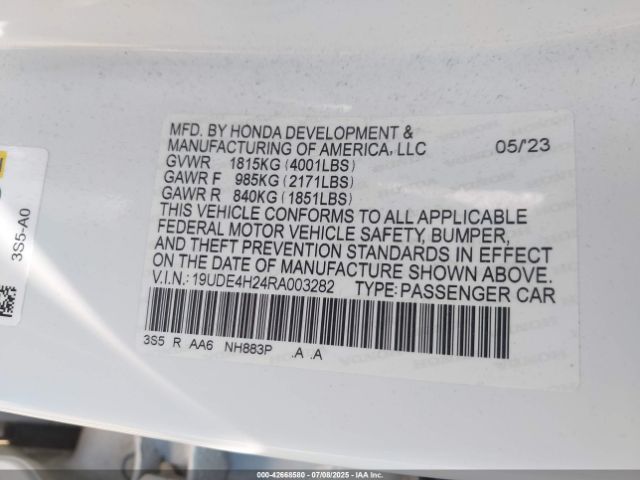 MFD. BY HONDA DEVELOPMENT &
MANUFACTURING OF AMERICA, LLC 05/'23
GVWR 1815KG (4001LBS)
GAWR F 985KG (2171LBS)
GAWR R 840KG (1851LBS)
THIS VEHICLE CONFORMS TO ALL APPLICABLE
FEDERAL MOTOR VEHICLE SAFETY, BUMPER,
AND THEFT PREVENTION STANDARDS IN EFFECT
ON THE DATE OF MANUFACTURE SHOWN ABOVE.
V.I.N.: 19UDE4H24RA003282 TYPE: PASSENGER CAR
3S5 R AA6 NH883P .A .A
3S5-A0
000-42668580 07/08/2025 IAA Holdings, LLC